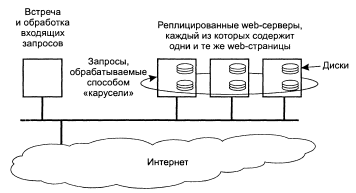 Встреча
и обработка
входящих
запросов
Реплицированные web-серверы,
каждый из которых содержит
одни и те же web-страницы
Запросы,
обрабатываемые
способом
«карусели»
Диски
Интернет